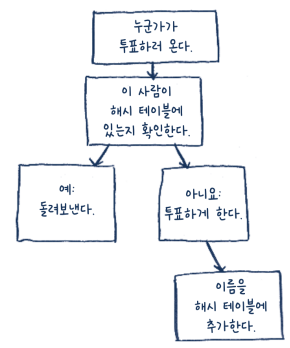 누군가가
투표하러 온다.
이 사람이
해시 테이블에
있는지 확인한다.
예:
돌려보낸다.
아니요:
투표하게 한다.
이름을
해시 테이블에
추가한다.